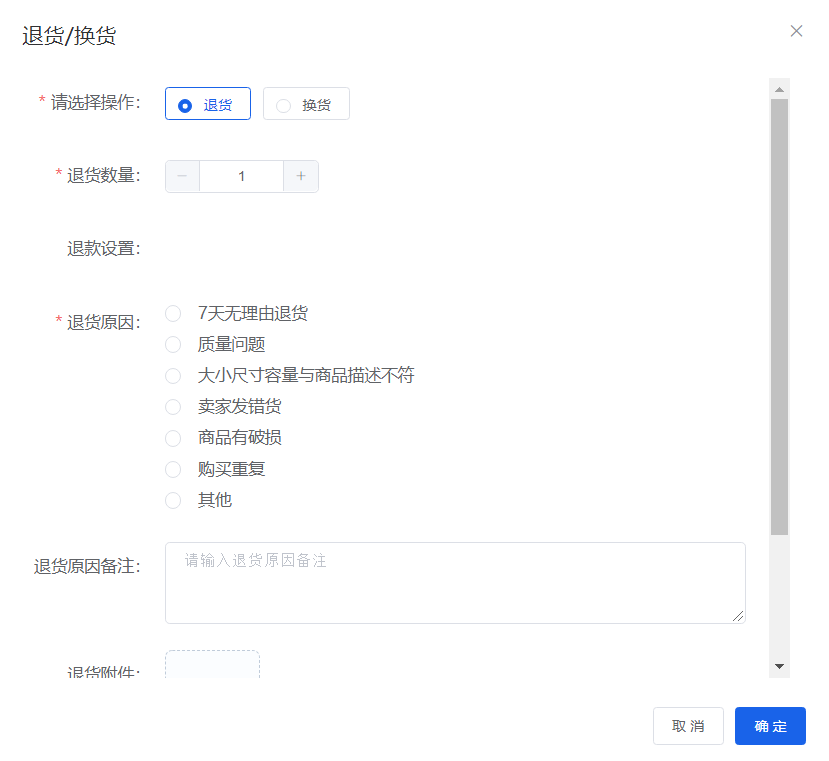 退货/换货
* 请选择操作: 退货 换货
* 退货数量: 1
退款设置:
* 退货原因: 7天无理由退货
质量问题
大小尺寸容量与商品描述不符
卖家发错货
商品有破损
购买重复
其他
退货原因备注: 请输入退货原因备注
退货附件:
取消 确定